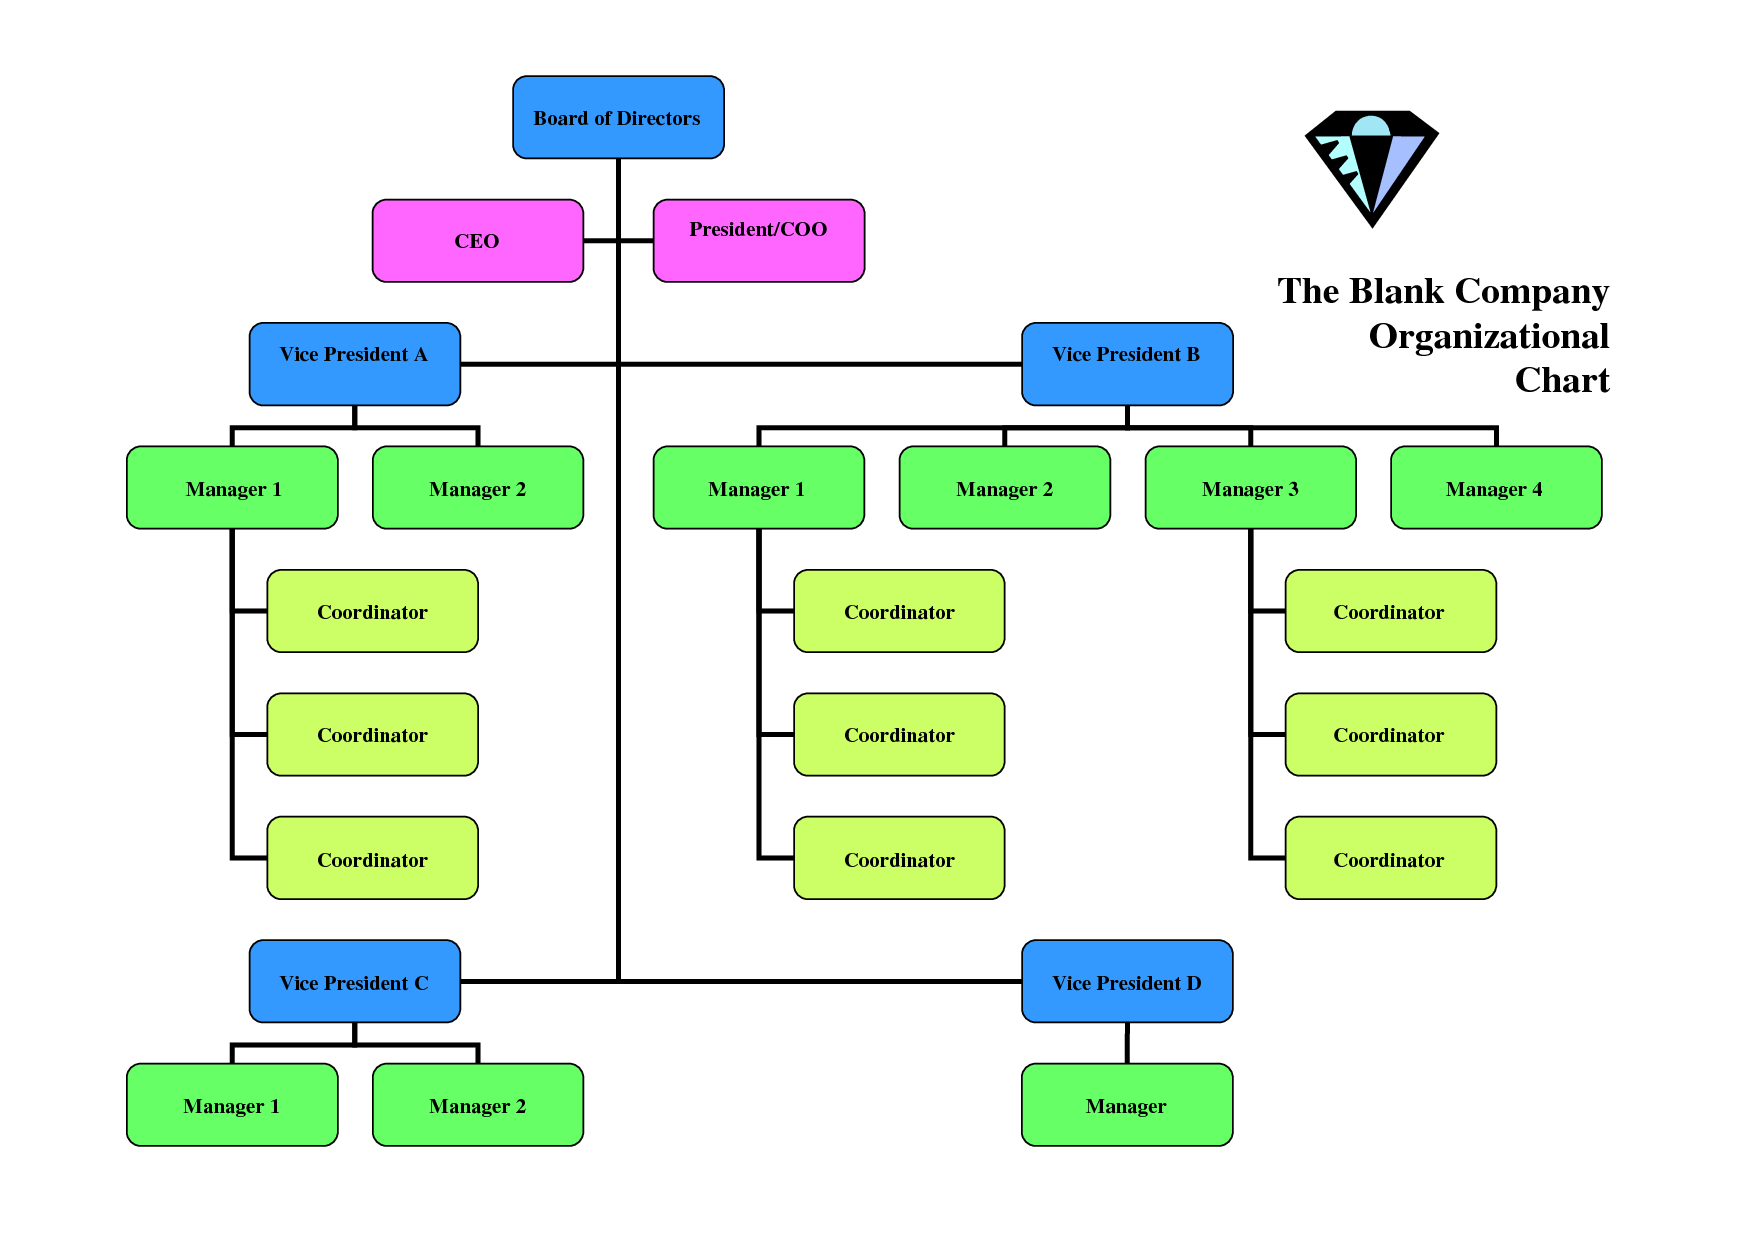 Board of Directors
CEO
President/COO
The Blank Company
Organizational
Chart
Vice President A
Vice President B
Manager 1
Manager 2
Manager 1
Manager 2
Manager 3
Manager 4
Coordinator
Coordinator
Coordinator
Coordinator
Coordinator
Coordinator
Coordinator
Coordinator
Coordinator
Vice President C
Vice President D
Manager 1
Manager 2
Manager